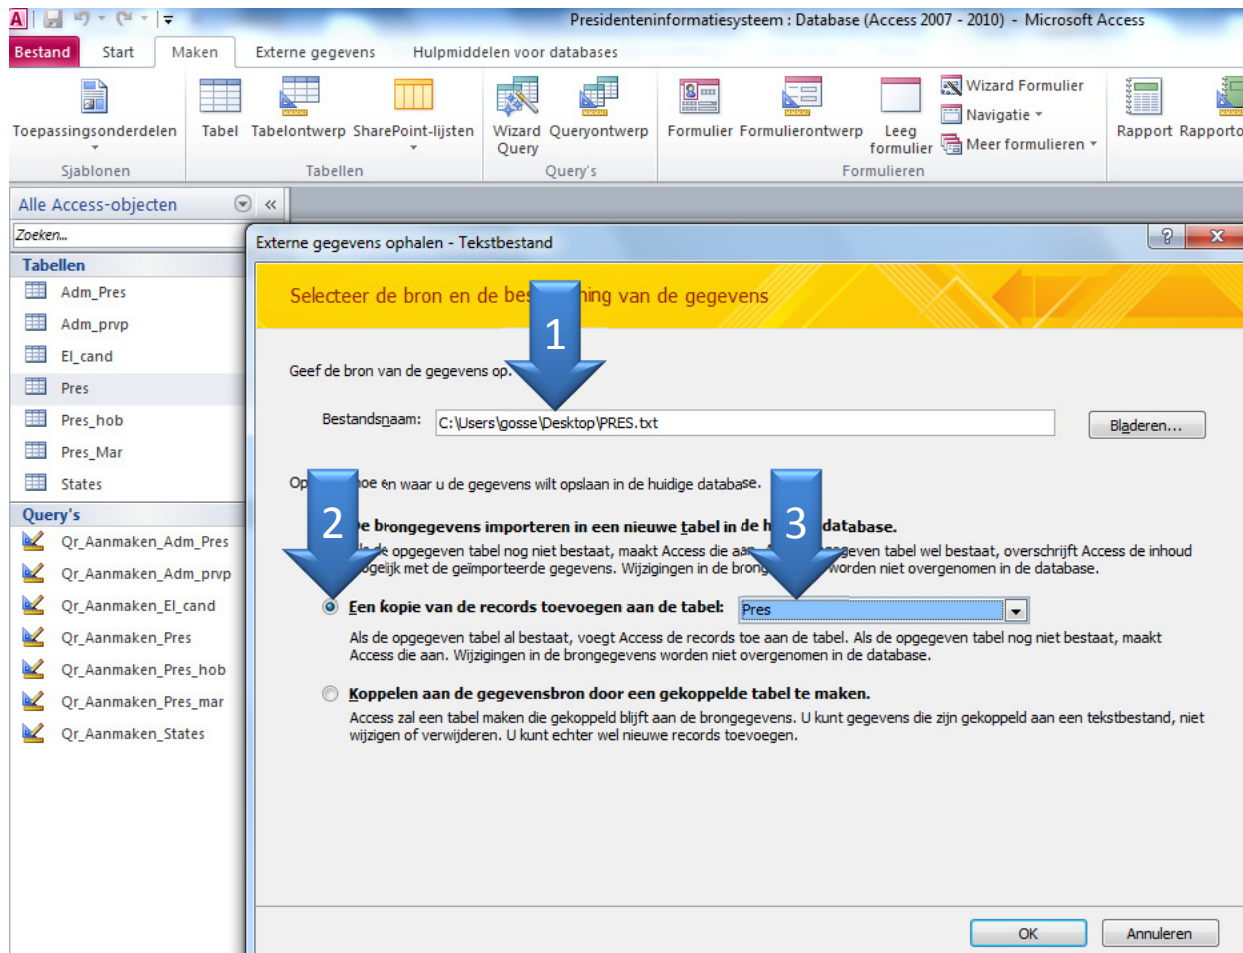 A
Presidenteninformatiesysteem : Database (Access 2007 - 2010) - Microsoft Access
Bestand Start Maken Externe gegevens Hulpmiddelen voor databases
Toepassingsonderdelen Tabel Tabelontwerp SharePoint-lijsten Wizard Query Queryontwerp Formulier Formulierontwerp Leeg formulier Wizard Formulier
Navigatie
Meer formulieren
Rapport Rapporto
Sjablonen Tabellen Query's Formulieren
Alle Access-objecten
Zoeken...
Tabellen
Adm_Pres
Adm_prvp
El_cand
Pres
Pres_hob
Pres_Mar
States
Query's
Qr_Aanmaken_Adm_Pres
Qr_Aanmaken_Adm_prvp
Qr_Aanmaken_El_cand
Qr_Aanmaken_Pres
Qr_Aanmaken_Pres_hob
Qr_Aanmaken_Pres_mar
Qr_Aanmaken_States
Externe gegevens ophalen - Tekstbestand
Selecteer de bron en de van de gegevens
1
Geef de bron van de gegevens op.
Bestandsnaam: C:\Users\gosse\Desktop\PRES.txt Bladeren...
en waar u de gegevens wilt opslaan in de huidige database.
2
3
brongegevens importeren in een nieuwe tabel in de database.
opgegeven tabel nog niet bestaat, maakt Access die tabel wel bestaat, overschrijft Access de inhoud
met de geïmporteerde gegevens. Wijzigingen in de worden niet overgenomen in de database.
Een kopie van de records toevoegen aan de tabel: Pres
Als de opgegeven tabel al bestaat, voegt Access de records toe aan de tabel. Als de opgegeven tabel nog niet bestaat, maakt
Access die aan. Wijzigingen in de brongegevens worden niet overgenomen in de database.
Koppelen aan de gegevensbron door een gekoppelde tabel te maken.
Access zal een tabel maken die gekoppeld blijft aan de brongegevens. U kunt gegevens die zijn gekoppeld aan een tekstbestand, niet
wijzigen of verwijderen. U kunt echter wel nieuwe records toevoegen.
OK Annuleren